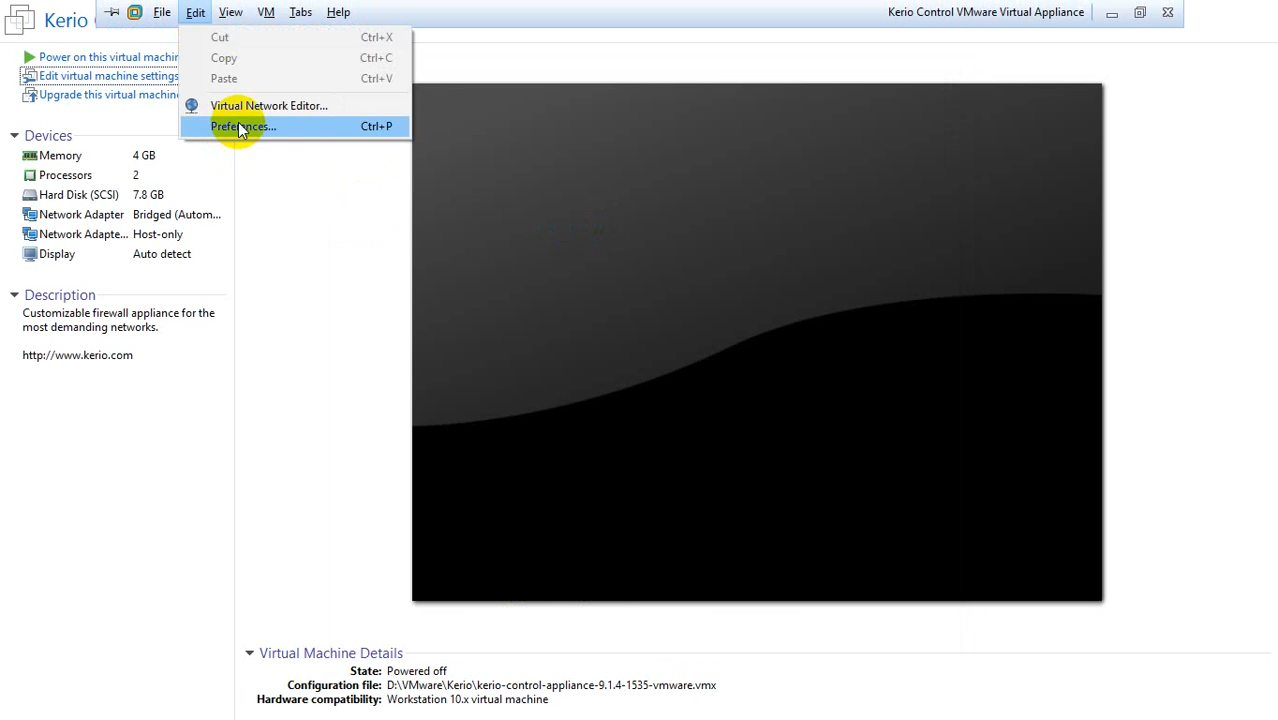 Kerio
File Edit View VM Tabs Help
Kerio Control VMware Virtual Appliance
Cut Ctrl+X
Copy Ctrl+C
Paste Ctrl+V
Virtual Network Editor...
Preferences... Ctrl+P
Power on this virtual machin
Edit virtual machine settings
Upgrade this virtual machine
Devices
Memory 4 GB
Processors 2
Hard Disk (SCSI) 7.8 GB
Network Adapter Bridged (Autom...
Network Adapte... Host-only
Display Auto detect
Description
Customizable firewall appliance for the
most demanding networks.
http://www.kerio.com
Virtual Machine Details
State: Powered off
Configuration file: D:\VMware\Kerio\kerio-control-appliance-9.1.4-1535-vmware.vmx
Hardware compatibility: Workstation 10.x virtual machine